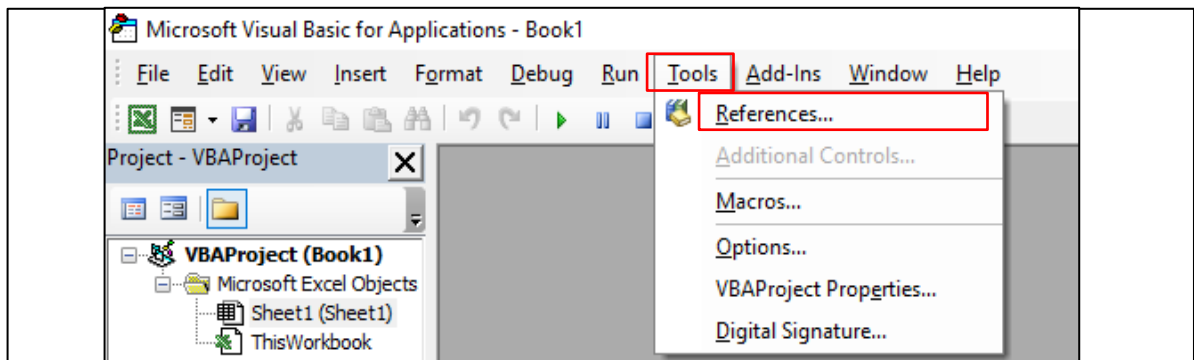 Microsoft Visual Basic for Applications - Book1
File Edit View Insert Format Debug Run Tools Add-Ins Window Help
References...
Project - VBAProject
Additional Controls...
Macros...
VBAProject (Book1)
Options...
Microsoft Excel Objects
VBAProject Properties...
Sheet1 (Sheet1)
Digital Signature...
ThisWorkbook